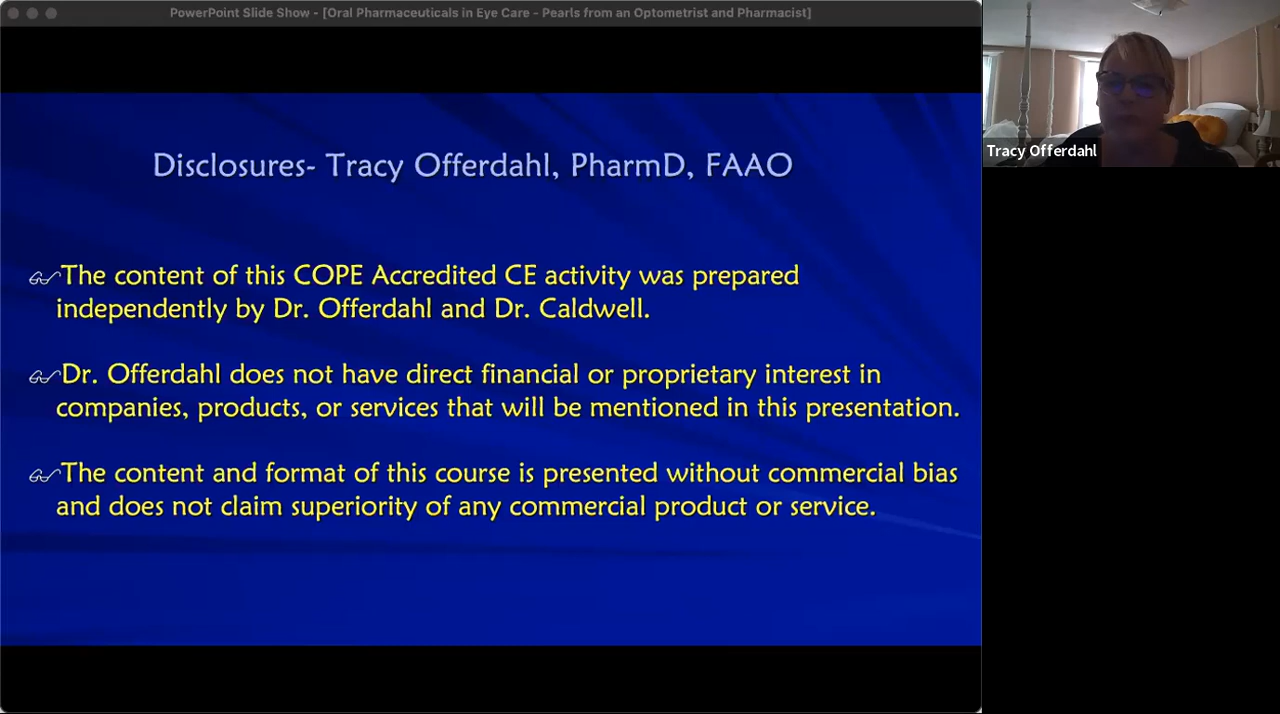 PowerPoint Slide Show - [Oral Pharmaceuticals in Eye Care - Pearls from an Optometrist and Pharmacist]
Disclosures- Tracy Offerdahl, PharmD, FAAO
The content of this COPE Accredited CE activity was prepared
independently by Dr. Offerdahl and Dr. Caldwell.
Dr. Offerdahl does not have direct financial or proprietary interest in
companies, products, or services that will be mentioned in this presentation.
The content and format of this course is presented without commercial bias
and does not claim superiority of any commercial product or service.
Tracy Offerdahl